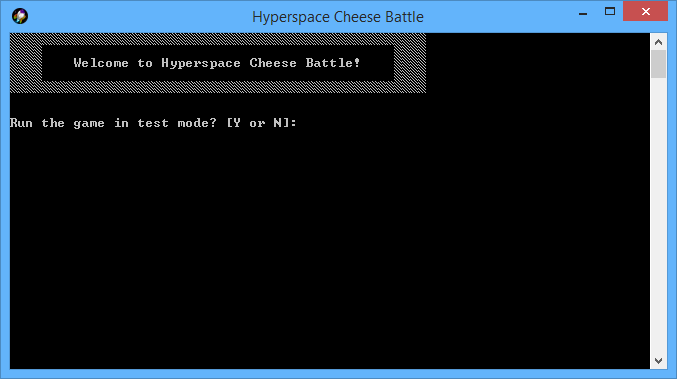 Hyperspace Cheese Battle
Welcome to Hyperspace Cheese Battle!
Run the game in test mode? [Y or N]: